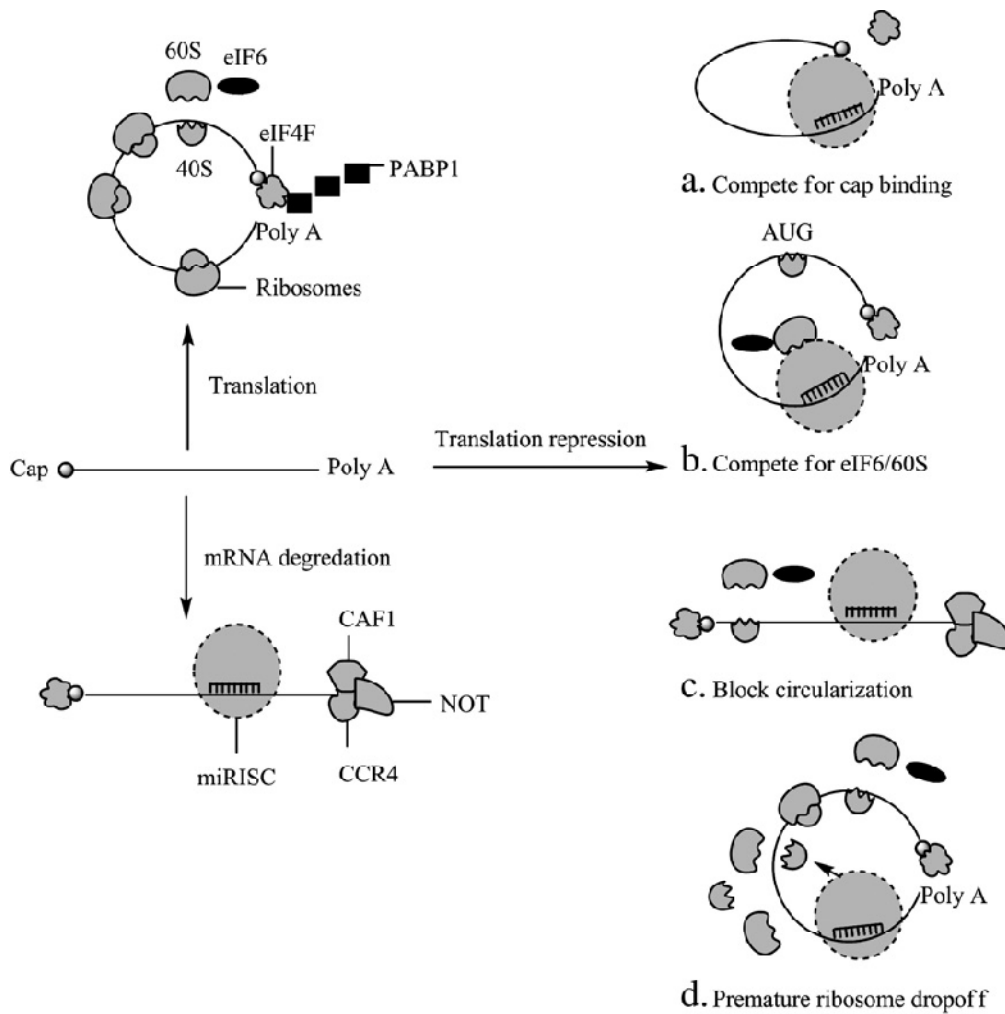 60S
eIF6
eIF4F
40S
PABP1
Poly A
Ribosomes
Translation
Cap
Poly A
Translation repression
mRNA degredation
CAF1
NOT
miRISC
CCR4
Poly A
a. Compete for cap binding
AUG
Poly A
b. Compete for eIF6/60S
c. Block circularization
Poly A
d. Premature ribosome dropoff